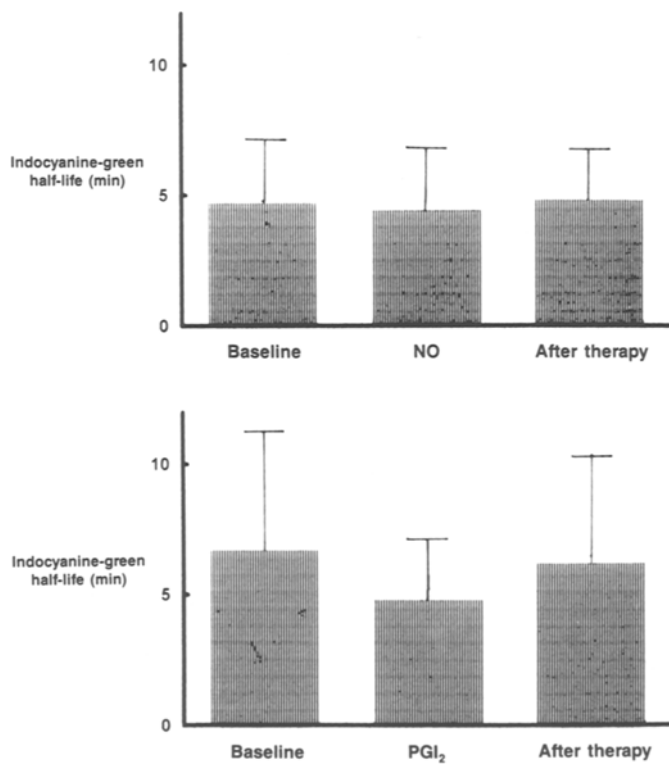 10
Indocyanine-green
half-life (min)
5
0
Baseline NO After therapy
10
Indocyanine-green
half-life (min)
5
0
Baseline PGI₂ After therapy